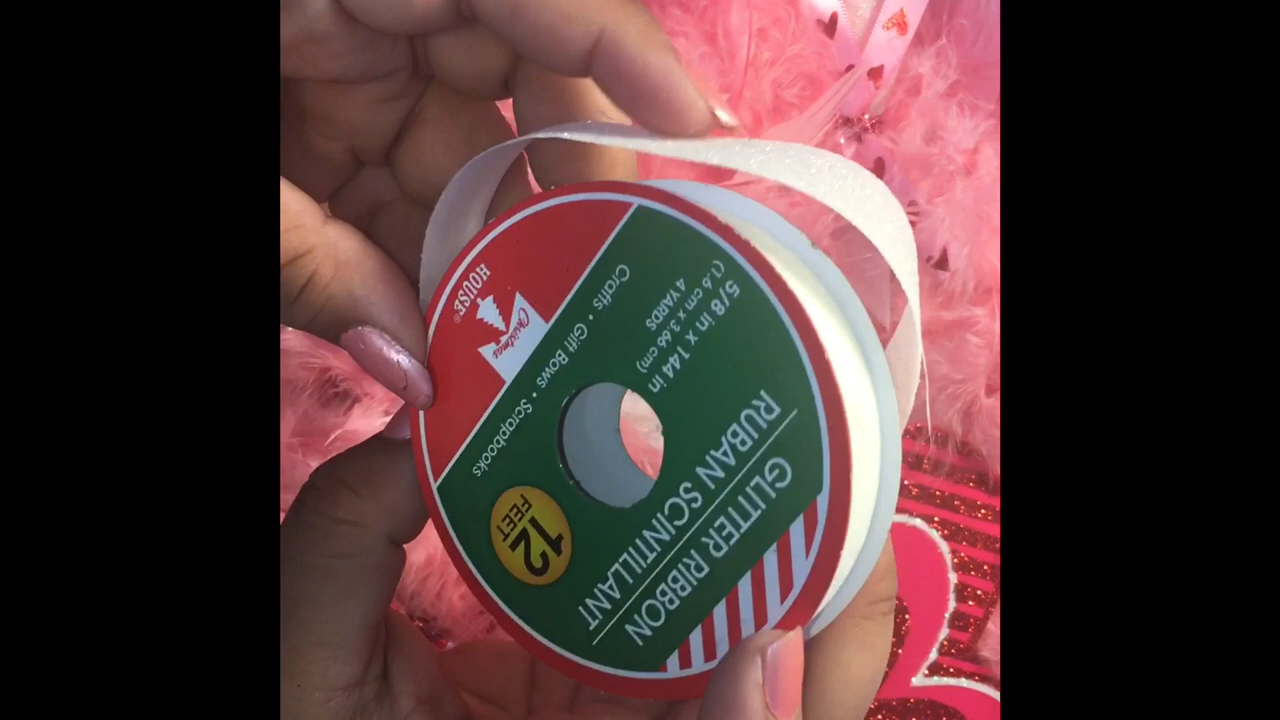 Christmas
HOUSE®
Crafts • Gift Bows • Scrapbooks
5/8 in x 144 in
4 YARDS
(1.6 cm x 3.66 cm)
12
FEET
GLITTER RIBBON
RUBAN SCINTILLANT